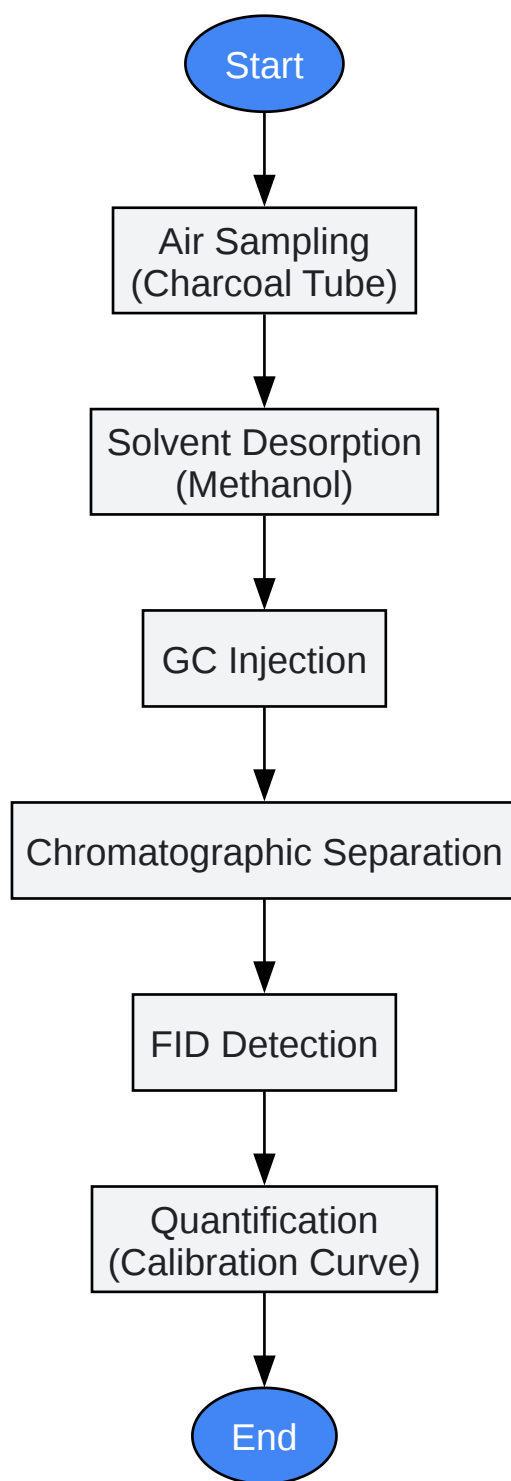 Start
Air Sampling
(Charcoal Tube)
Solvent Desorption
(Methanol)
GC Injection
Chromatographic Separation
FID Detection
Quantification
(Calibration Curve)
End